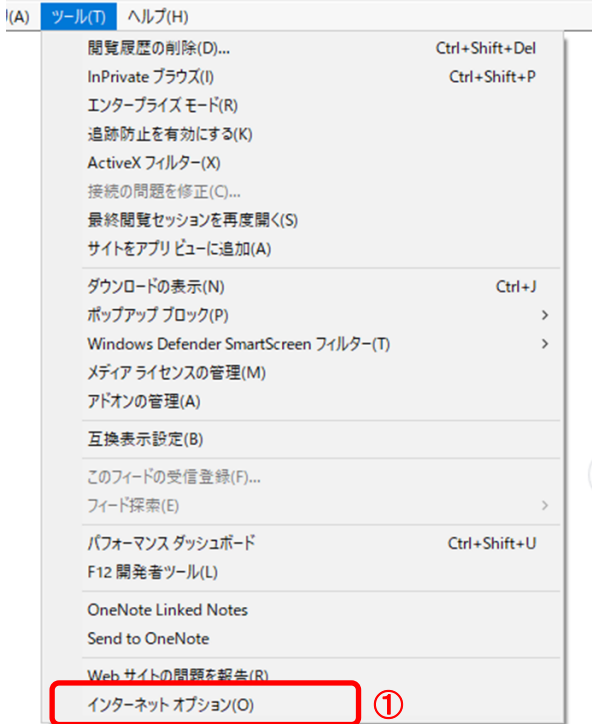 (A) ツール(T) ヘルプ(H)
閲覧履歴の削除(D)... Ctrl+Shift+Del
InPrivate ブラウズ(I) Ctrl+Shift+P
エンタープライズ モード(R)
追跡防止を有効にする(K)
ActiveX フィルター(X)
接続の問題を修正(C)...
最終閲覧セッションを再度開く(S)
サイトをアプリ ビューに追加(A)
ダウンロードの表示(N) Ctrl+J
ポップアップ ブロック(P)
Windows Defender SmartScreen フィルター(T)
メディア ライセンスの管理(M)
アドオンの管理(A)
互換表示設定(B)
このフィードの受信登録(F)...
フィード探索(E)
パフォーマンス ダッシュボード Ctrl+Shift+U
F12 開発者ツール(L)
OneNote Linked Notes
Send to OneNote
Web サイトの問題を報告(R)
インターネット オプション(O) ①